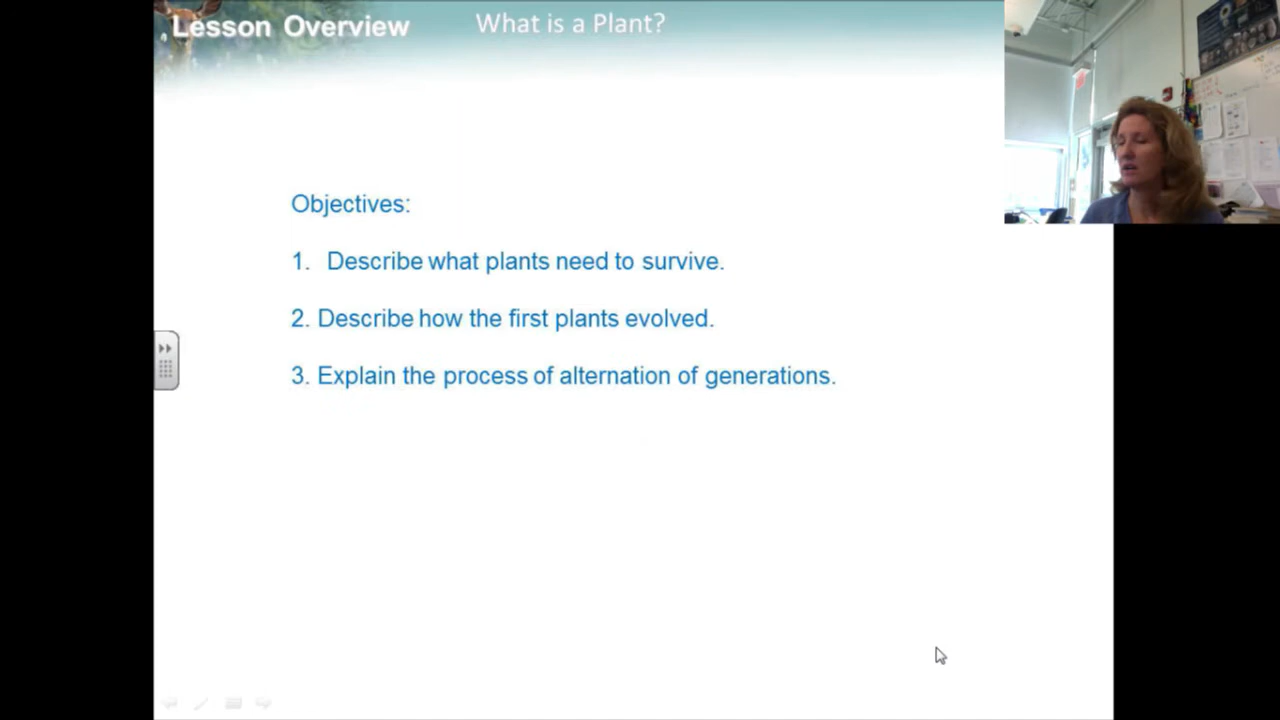 Lesson Overview What is a Plant?
Objectives:
1. Describe what plants need to survive.
2. Describe how the first plants evolved.
3. Explain the process of alternation of generations.